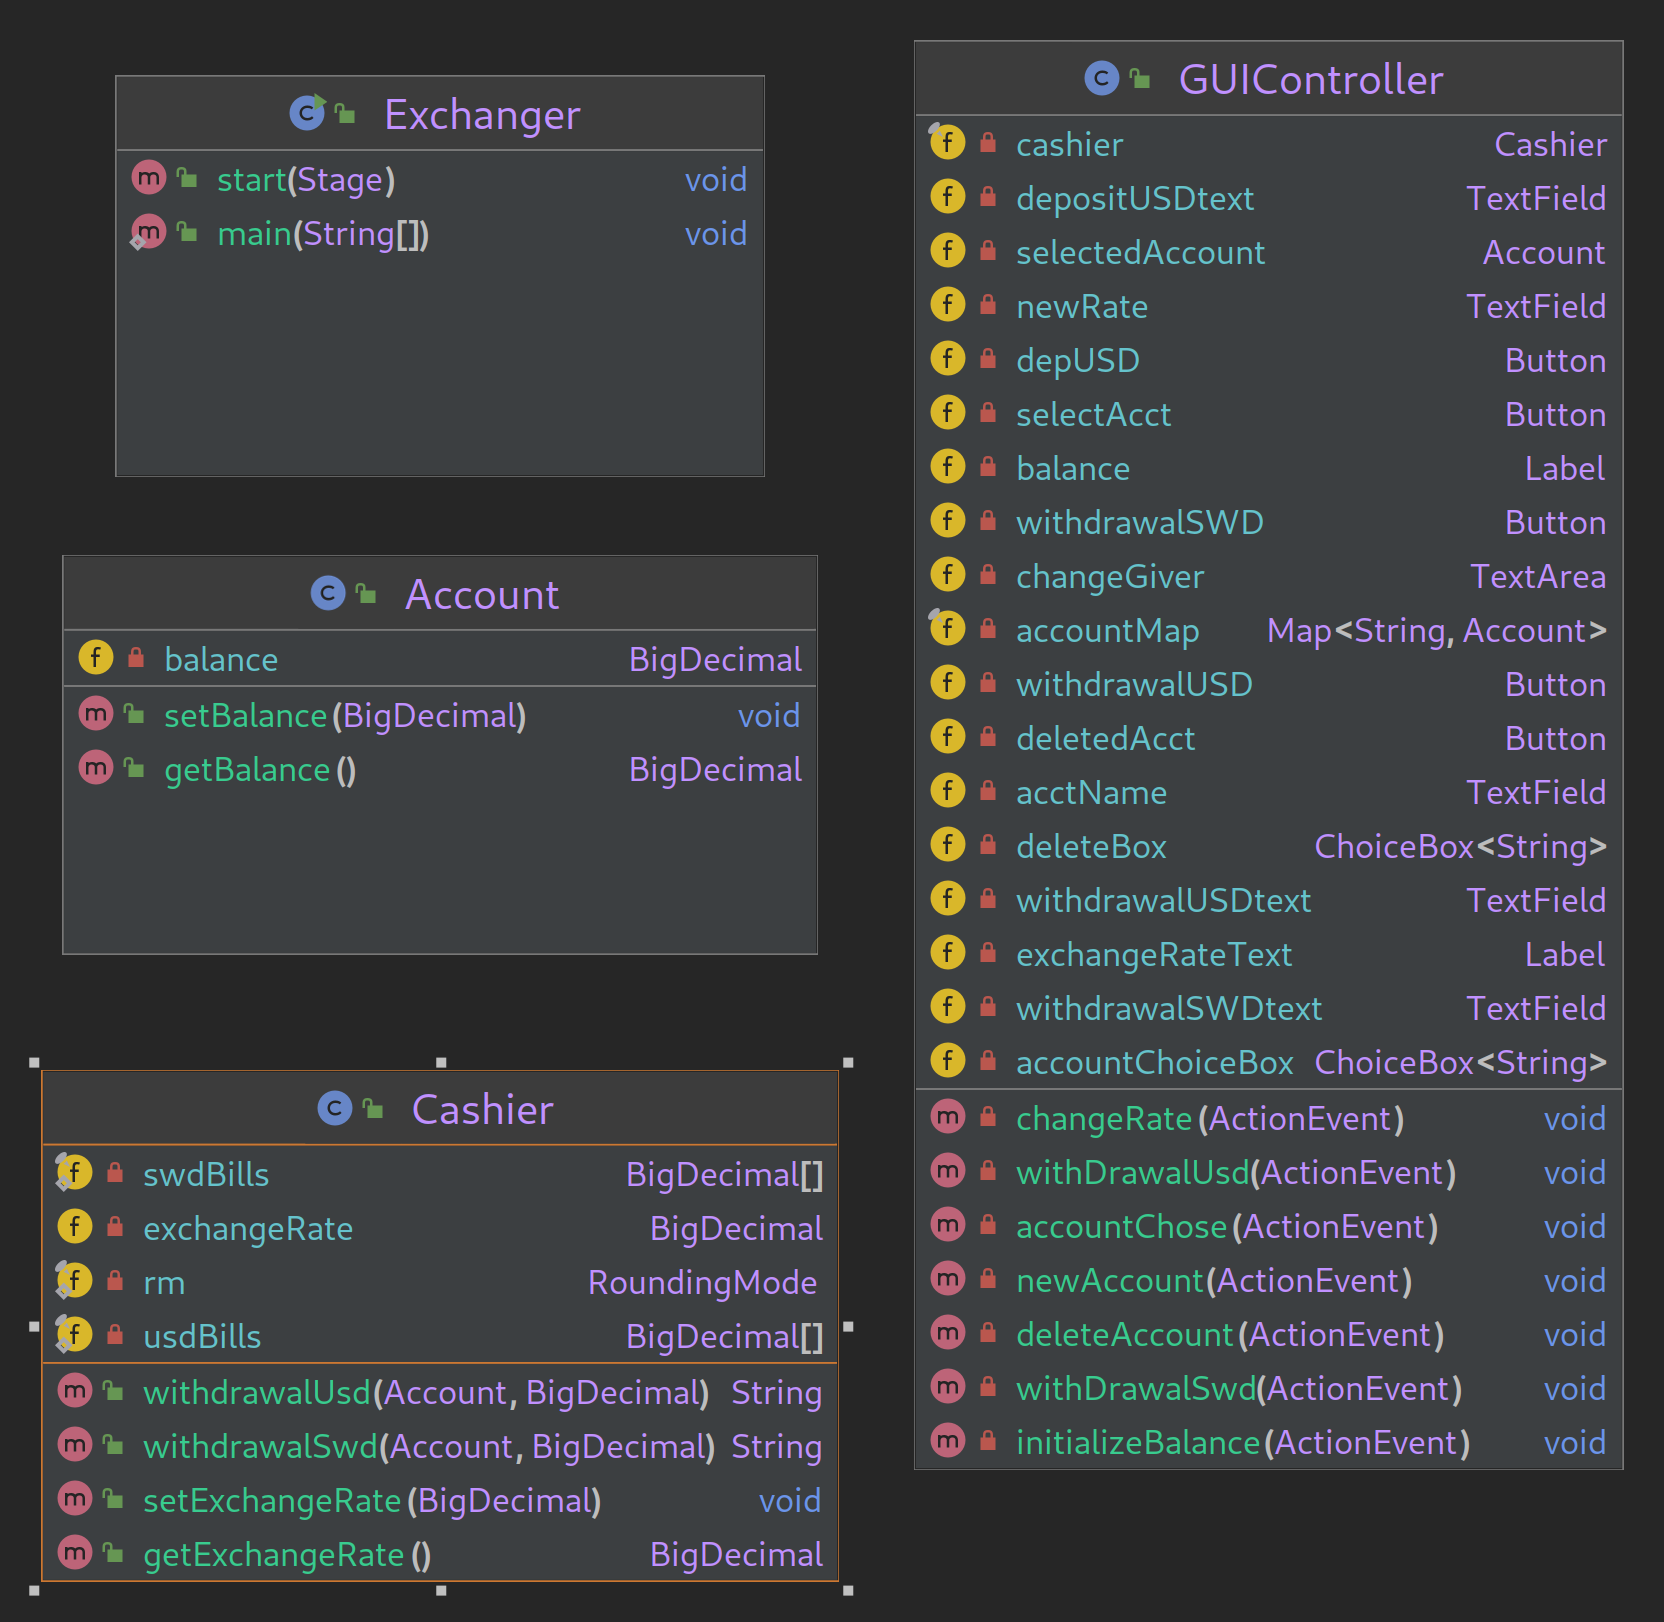 Exchanger
start(Stage) void
main(String[]) void
Account
balance BigDecimal
setBalance(BigDecimal) void
getBalance() BigDecimal
Cashier
swdBills BigDecimal[]
exchangeRate BigDecimal
rm RoundingMode
usdBills BigDecimal[]
withdrawalUsd(Account, BigDecimal) String
withdrawalSwd(Account, BigDecimal) String
setExchangeRate(BigDecimal) void
getExchangeRate() BigDecimal
GUIController
cashier Cashier
depositUSDtext TextField
selectedAccount Account
newRate TextField
depUSD Button
selectAcct Button
balance Label
withdrawalSWD Button
changeGiver TextArea
accountMap Map<String, Account>
withdrawalUSD Button
deletedAcct Button
acctName TextField
deleteBox ChoiceBox<String>
withdrawalUSDtext TextField
exchangeRateText Label
withdrawalSWDtext TextField
accountChoiceBox ChoiceBox<String>
changeRate(ActionEvent) void
withDrawalUsd(ActionEvent) void
accountChose(ActionEvent) void
newAccount(ActionEvent) void
deleteAccount(ActionEvent) void
withDrawalSwd(ActionEvent) void
initializeBalance(ActionEvent) void